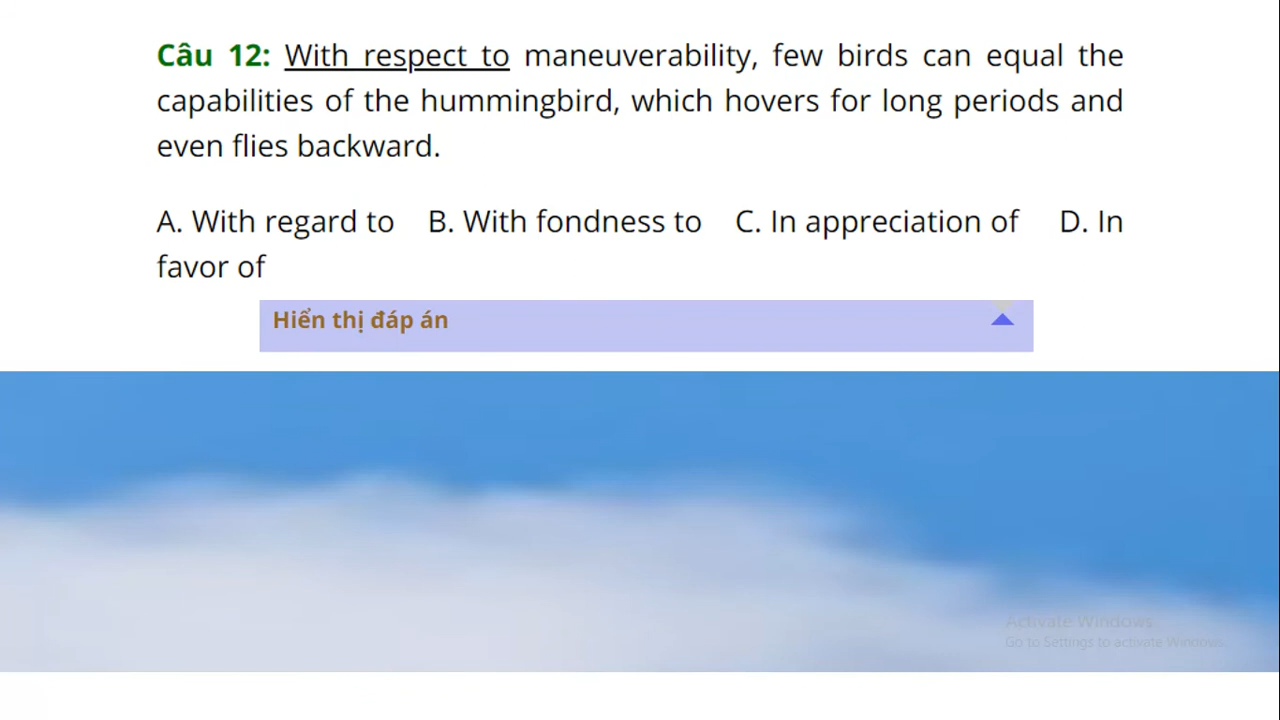 Câu 12: With respect to maneuverability, few birds can equal the
capabilities of the hummingbird, which hovers for long periods and
even flies backward.
A. With regard to B. With fondness to C. In appreciation of D. In
favor of
Hiển thị đáp án
Activate Windows
Go to Settings to activate Windows.